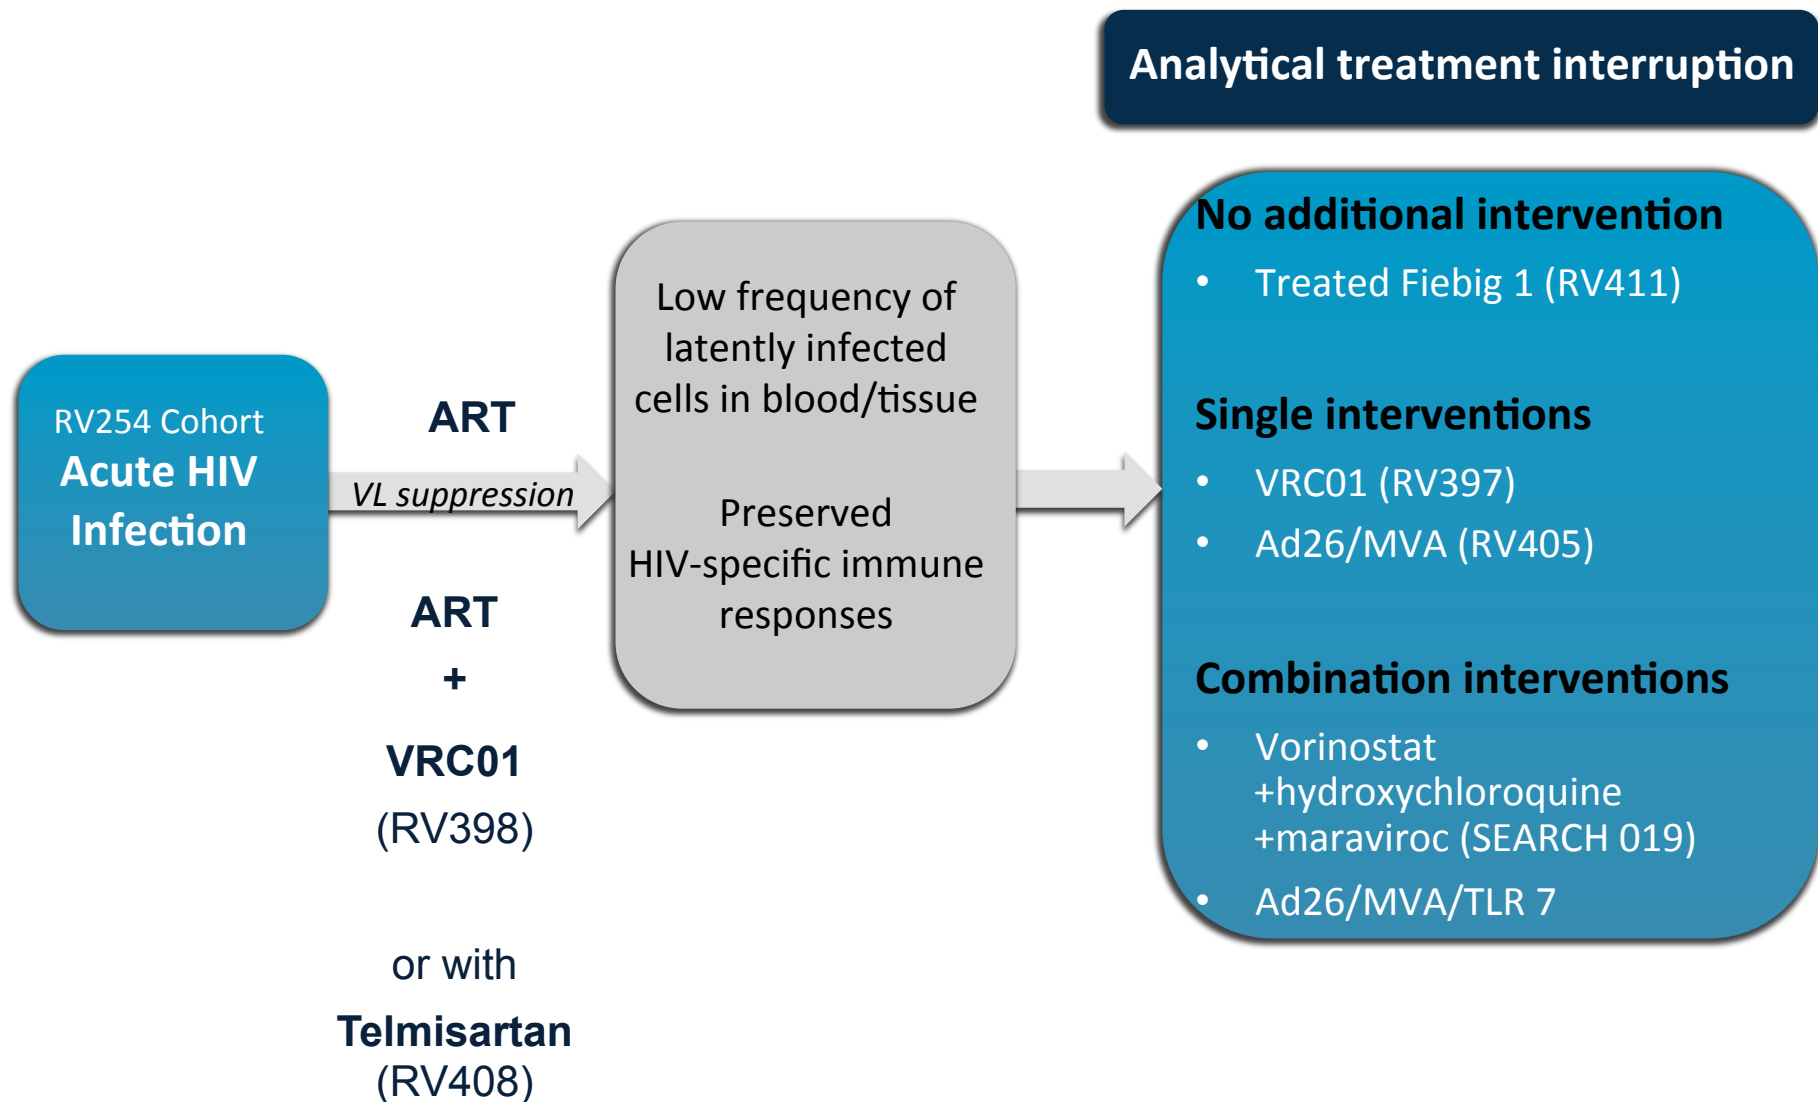 Analytical treatment interruption
RV254 Cohort
Acute HIV
Infection
ART
VL suppression
ART
+
VRC01
(RV398)
or with
Telmisartan
(RV408)
Low frequency of
latently infected
cells in blood/tissue
Preserved
HIV-specific immune
responses
No additional intervention
• Treated Fiebig 1 (RV411)
Single interventions
• VRC01 (RV397)
• Ad26/MVA (RV405)
Combination interventions
• Vorinostat
+hydroxychloroquine
+maraviroc (SEARCH 019)
• Ad26/MVA/TLR 7